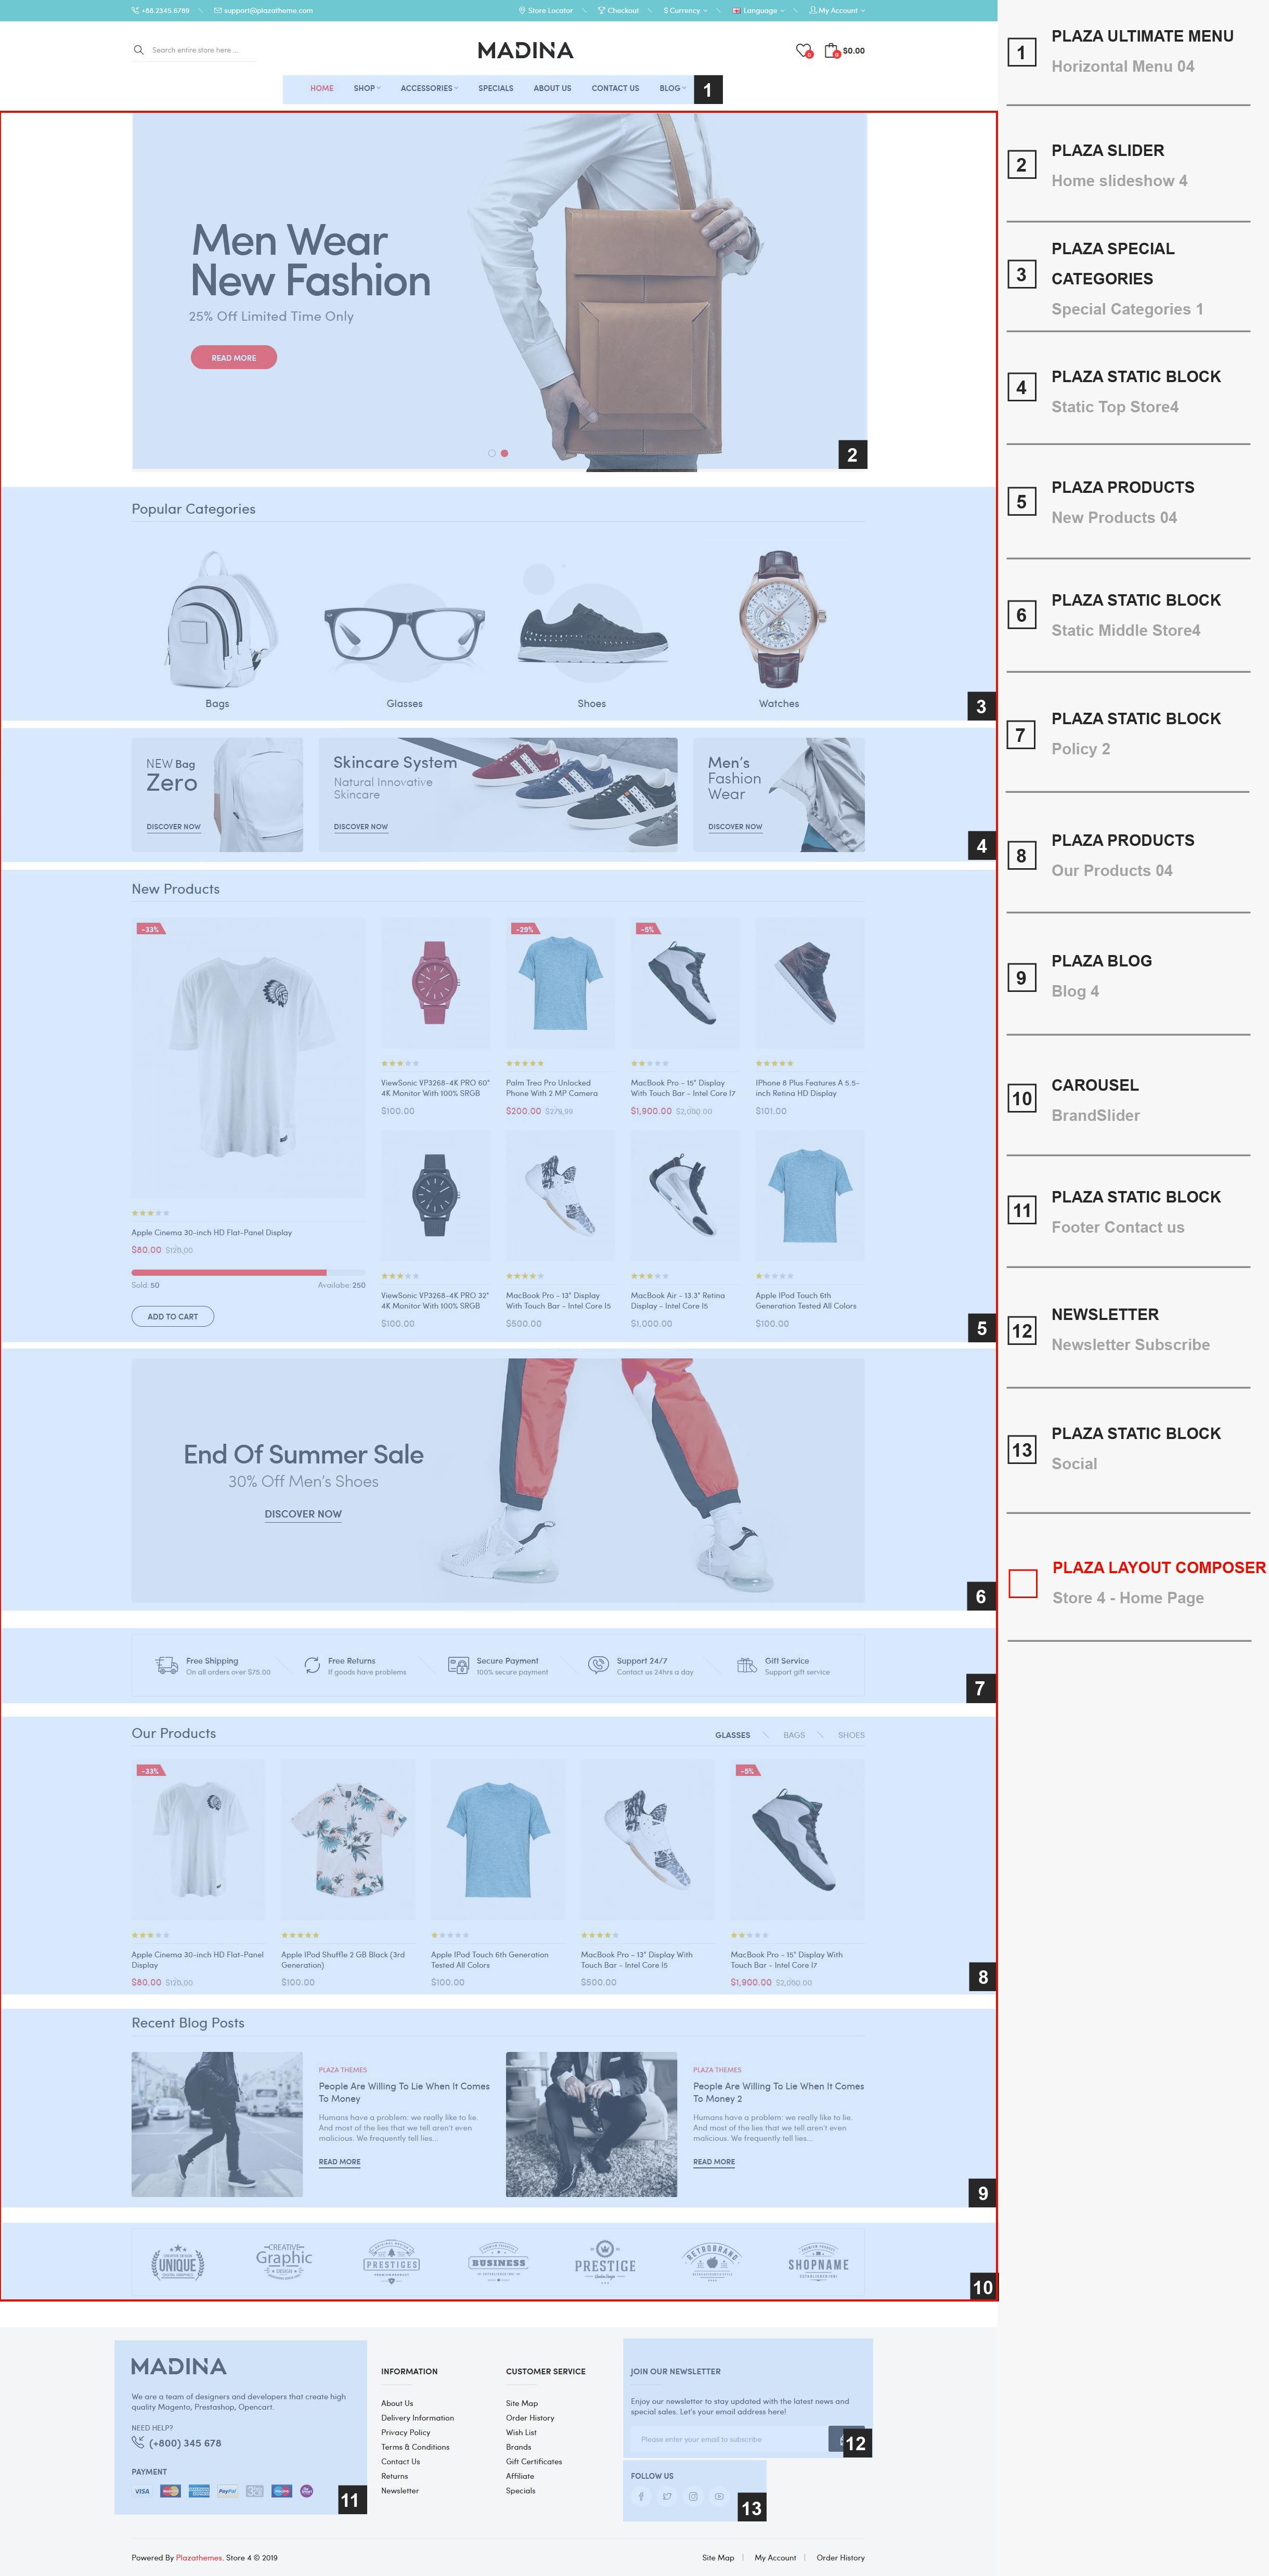 +88.2345.6789
support@plazatheme.com
Store Locator
Checkout
$ Currency
Language
My Account
Search entire store here ...
MADINA
0
0
$0.00
HOME
SHOP
ACCESSORIES
SPECIALS
ABOUT US
CONTACT US
BLOG
1
Men Wear
New Fashion
25% Off Limited Time Only
READ MORE
2
Popular Categories
Bags
Glasses
Shoes
Watches
3
NEW Bag
Zero
DISCOVER NOW
Skincare System
Natural Innovative
Skincare
DISCOVER NOW
Men's
Fashion
Wear
DISCOVER NOW
4
New Products
-33%
Apple Cinema 30-inch HD Flat-Panel Display
$80.00 $120.00
Sold: 50
Availabe: 250
ADD TO CART
ViewSonic VP3268-4K PRO 60"
4K Monitor With 100% SRGB
$100.00
-29%
Palm Treo Pro Unlocked
Phone With 2 MP Camera
$200.00 $279.99
-5%
MacBook Pro - 15" Display
With Touch Bar - Intel Core I7
$1,900.00 $2,000.00
IPhone 8 Plus Features A 5.5-
inch Retina HD Display
$101.00
ViewSonic VP3268-4K PRO 32"
4K Monitor With 100% SRGB
$100.00
MacBook Pro - 13" Display
With Touch Bar - Intel Core I5
$500.00
MacBook Air - 13.3" Retina
Display - Intel Core I5
$1,000.00
Apple IPod Touch 6th
Generation Tested All Colors
$100.00
5
End Of Summer Sale
30% Off Men's Shoes
DISCOVER NOW
6
Free Shipping
On all orders over $75.00
Free Returns
If goods have problems
Secure Payment
100% secure payment
Support 24/7
Contact us 24hrs a day
Gift Service
Support gift service
7
Our Products
GLASSES
BAGS
SHOES
-33%
Apple Cinema 30-inch HD Flat-Panel
Display
$80.00 $120.00
Apple IPod Shuffle 2 GB Black (3rd
Generation)
$100.00
Apple IPod Touch 6th Generation
Tested All Colors
$100.00
MacBook Pro - 13" Display With
Touch Bar - Intel Core I5
$500.00
-5%
MacBook Pro - 15" Display With
Touch Bar - Intel Core I7
$1,900.00 $2,000.00
8
Recent Blog Posts
PLAZA THEMES
People Are Willing To Lie When It Comes
To Money
Humans have a problem: we really like to lie.
And most of the lies that we tell aren't even
malicious. We frequently tell lies...
READ MORE
PLAZA THEMES
People Are Willing To Lie When It Comes
To Money 2
Humans have a problem: we really like to lie.
And most of the lies that we tell aren't even
malicious. We frequently tell lies...
READ MORE
9
UNIQUE
CREATIVE
Graphic
DESIGN
PRESTIGES
BUSINESS
PRESTIGE
RETROBRAND
SHOPNAME
10
MADINA
We are a team of designers and developers that create high
quality Magento, Prestashop, Opencart.
NEED HELP?
(+800) 345 678
PAYMENT
VISA
PayPal
11
INFORMATION
About Us
Delivery Information
Privacy Policy
Terms & Conditions
Contact Us
Returns
Newsletter
CUSTOMER SERVICE
Site Map
Order History
Wish List
Brands
Gift Certificates
Affiliate
Specials
JOIN OUR NEWSLETTER
Enjoy our newsletter to stay updated with the latest news and
special sales. Let's your email address here!
Please enter your email to subscribe
12
FOLLOW US
13
Powered By Plazathemes. Store 4 © 2019
Site Map
My Account
Order History
1
PLAZA ULTIMATE MENU
Horizontal Menu 04
2
PLAZA SLIDER
Home slideshow 4
3
PLAZA SPECIAL
CATEGORIES
Special Categories 1
4
PLAZA STATIC BLOCK
Static Top Store4
5
PLAZA PRODUCTS
New Products 04
6
PLAZA STATIC BLOCK
Static Middle Store4
7
PLAZA STATIC BLOCK
Policy 2
8
PLAZA PRODUCTS
Our Products 04
9
PLAZA BLOG
Blog 4
10
CAROUSEL
BrandSlider
11
PLAZA STATIC BLOCK
Footer Contact us
12
NEWSLETTER
Newsletter Subscribe
13
PLAZA STATIC BLOCK
Social
PLAZA LAYOUT COMPOSER
Store 4 - Home Page